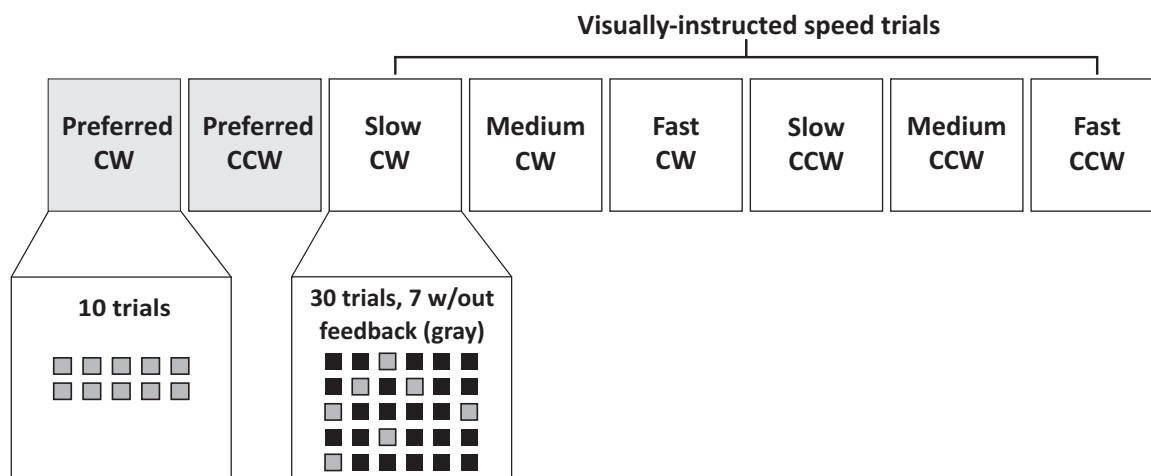 Visually-instructed speed trials
Preferred
CW
Preferred
CCW
Slow
CW
Medium
CW
Fast
CW
Slow
CCW
Medium
CCW
Fast
CCW
10 trials
30 trials, 7 w/out
feedback (gray)